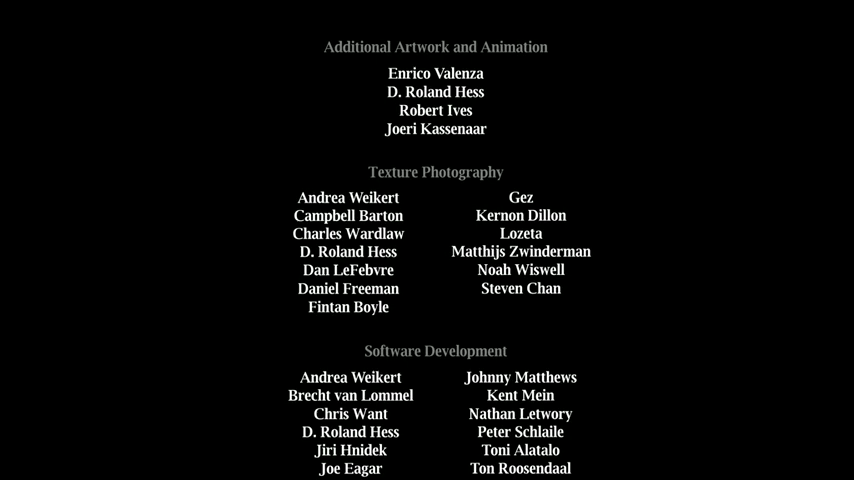 Additional Artwork and Animation
Enrico Valenza
D. Roland Hess
Robert Ives
Joeri Kassenaar
Texture Photography
Andrea Weikert
Campbell Barton
Charles Wardlaw
D. Roland Hess
Dan LeFebvre
Daniel Freeman
Fintan Boyle
Gez
Kernon Dillon
Lozeta
Matthijs Zwinderman
Noah Wiswell
Steven Chan
Software Development
Andrea Weikert
Brecht van Lommel
Chris Want
D. Roland Hess
Jiri Hnidek
Joe Eagar
Johnny Matthews
Kent Mein
Nathan Letwory
Peter Schlaile
Toni Alatalo
Ton Roosendaal